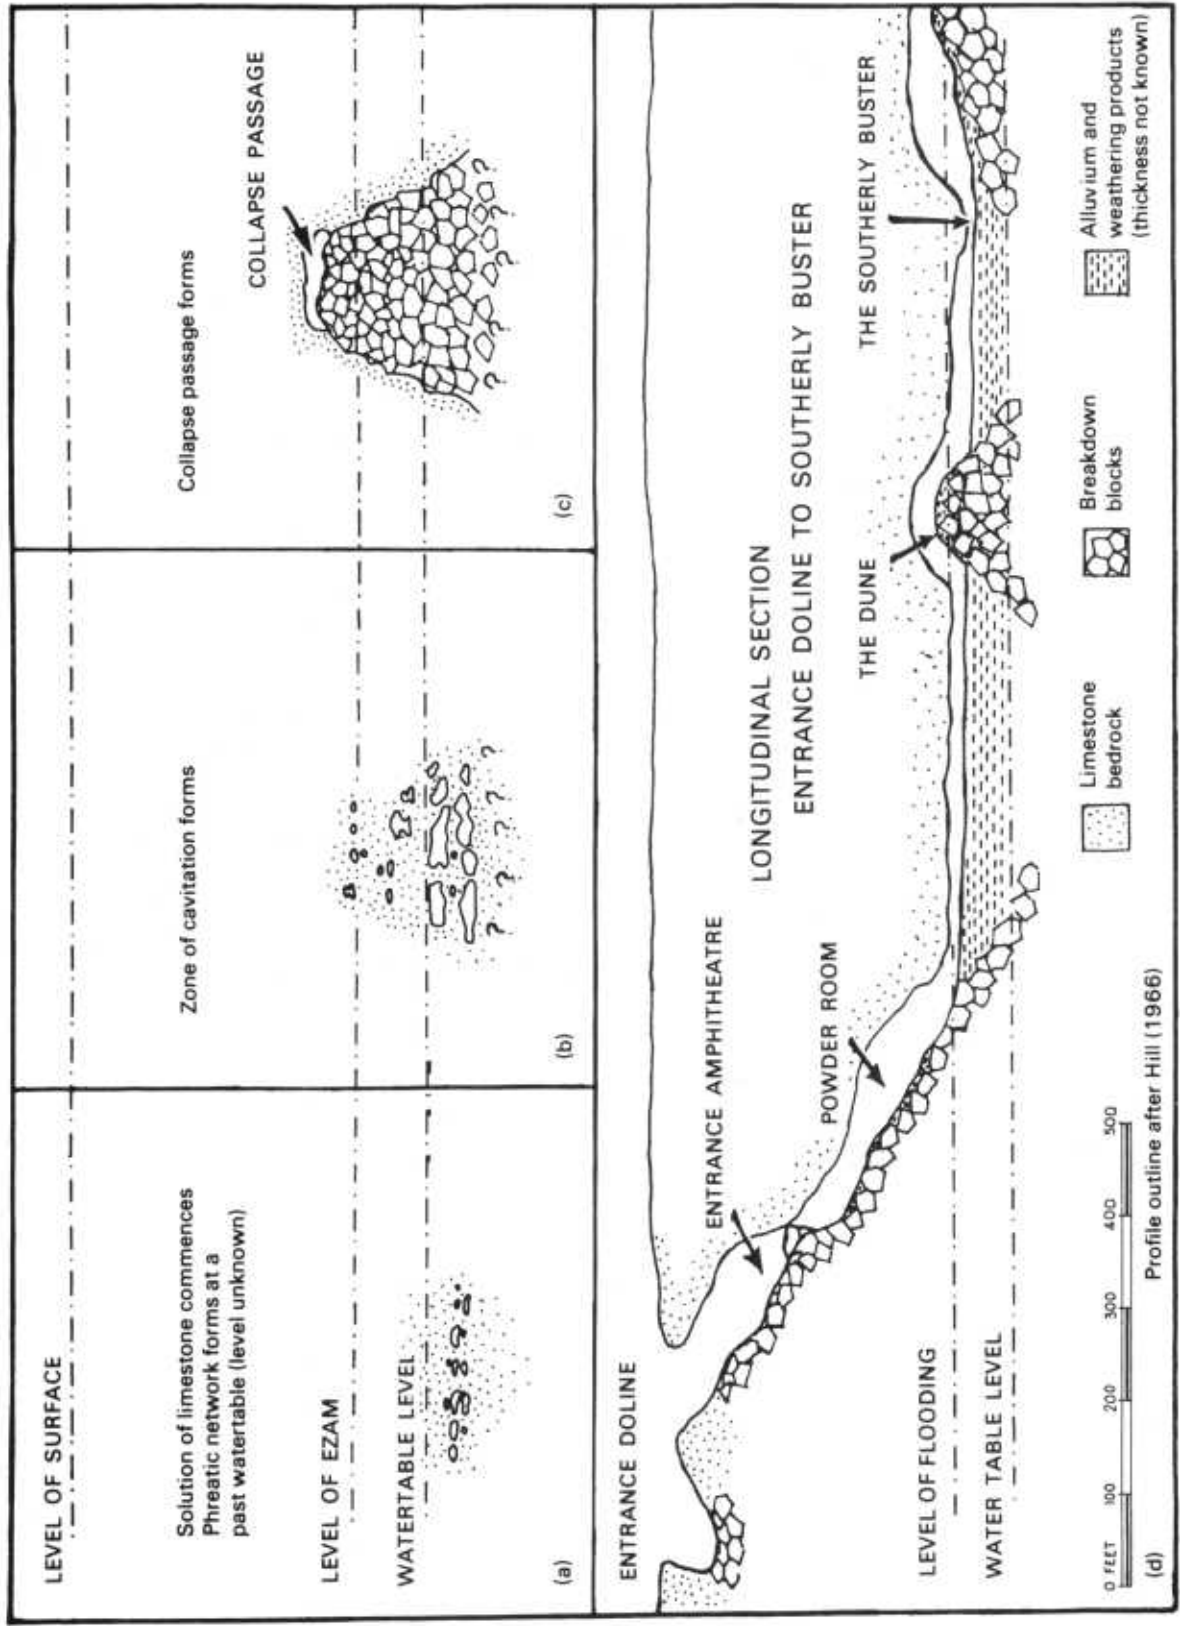 LEVEL OF SURFACE
Solution of limestone commences
Phreatic network forms at a
past watertable (level unknown)
LEVEL OF EZAM
WATERTABLE LEVEL
(a)
Zone of cavitation forms
? ? ? ?
(b)
Collapse passage forms
COLLAPSE PASSAGE
? ? ? ?
(c)
ENTRANCE DOLINE
ENTRANCE AMPHITHEATRE
POWDER ROOM
LONGITUDINAL SECTION
ENTRANCE DOLINE TO SOUTHERLY BUSTER
THE DUNE
THE SOUTHERLY BUSTER
LEVEL OF FLOODING
WATER TABLE LEVEL
0 FEET 100 200 300 400 500
Limestone
bedrock
Breakdown
blocks
Alluvium and
weathering products
(thickness not known)
(d)
Profile outline after Hill (1966)